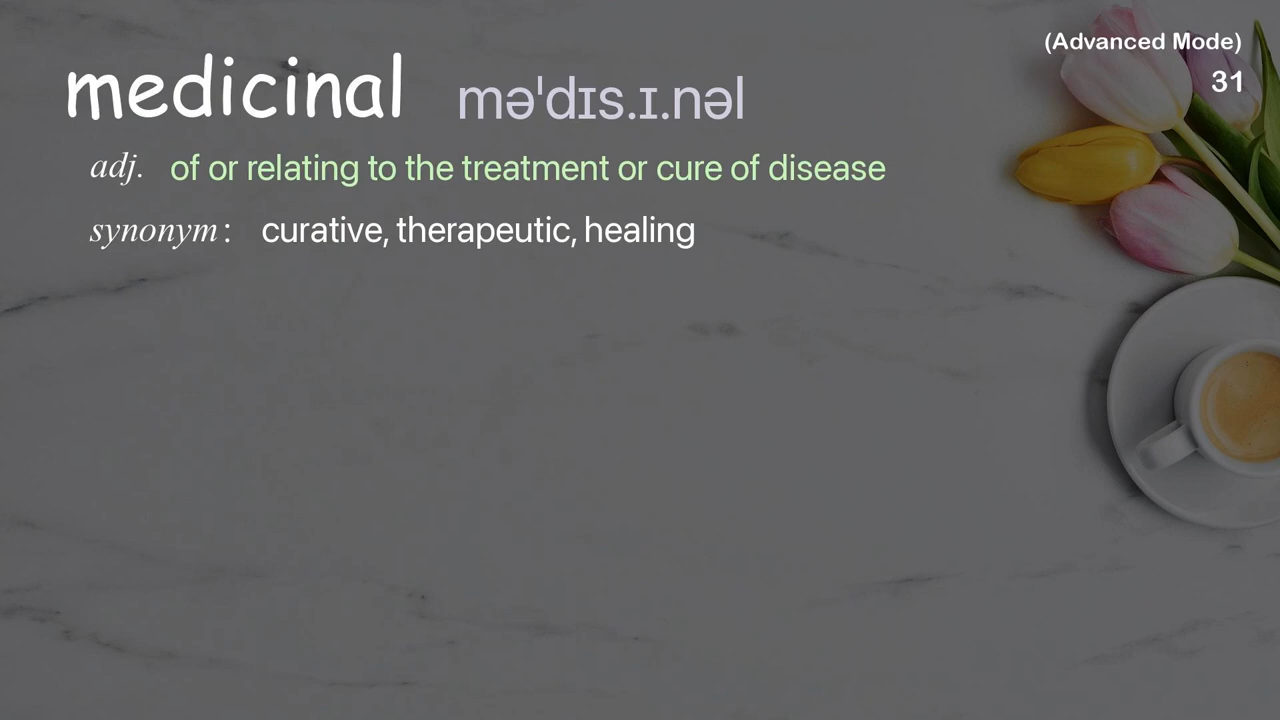 (Advanced Mode)
31
medicinal məˈdɪs.ɪ.nəl
adj. of or relating to the treatment or cure of disease
synonym: curative, therapeutic, healing